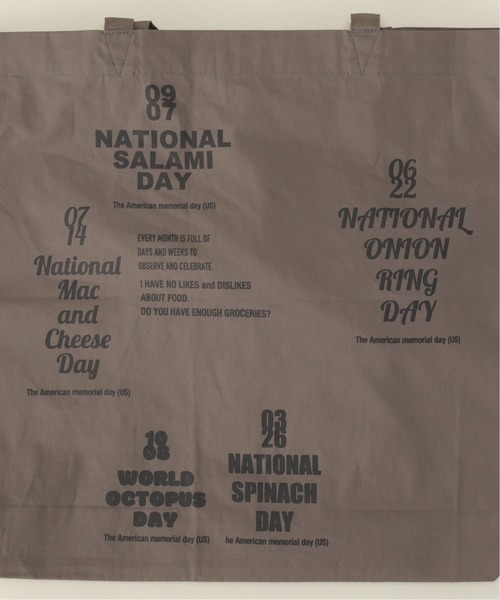 09
07
NATIONAL
SALAMI
DAY
The American memorial day (US)
06
22
NATIONAL
ONION
RING
DAY
The American memorial day (US)
07
14
National
Mac
and
Cheese
Day
The American memorial day (US)
EVERY MONTH IS FULL OF
DAYS AND WEEKS TO
OBSERVE AND CELEBRATE.
I HAVE NO LIKES and DISLIKES
ABOUT FOOD.
DO YOU HAVE ENOUGH GROCERIES?
10
08
WORLD
OCTOPUS
DAY
The American memorial day (US)
03
26
NATIONAL
SPINACH
DAY
he American memorial day (US)